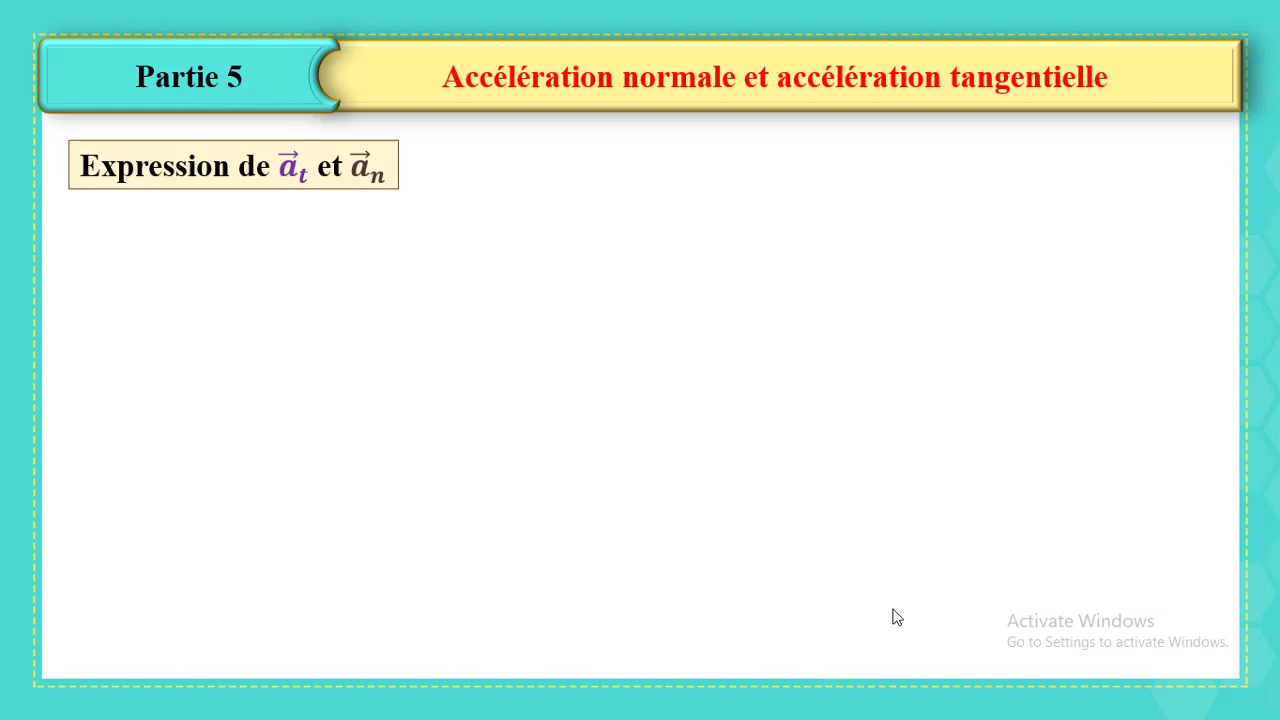 Partie 5
Accélération normale et accélération tangentielle
Expression de a⃗ₜ et a⃗ₙ
Activate Windows
Go to Settings to activate Windows.